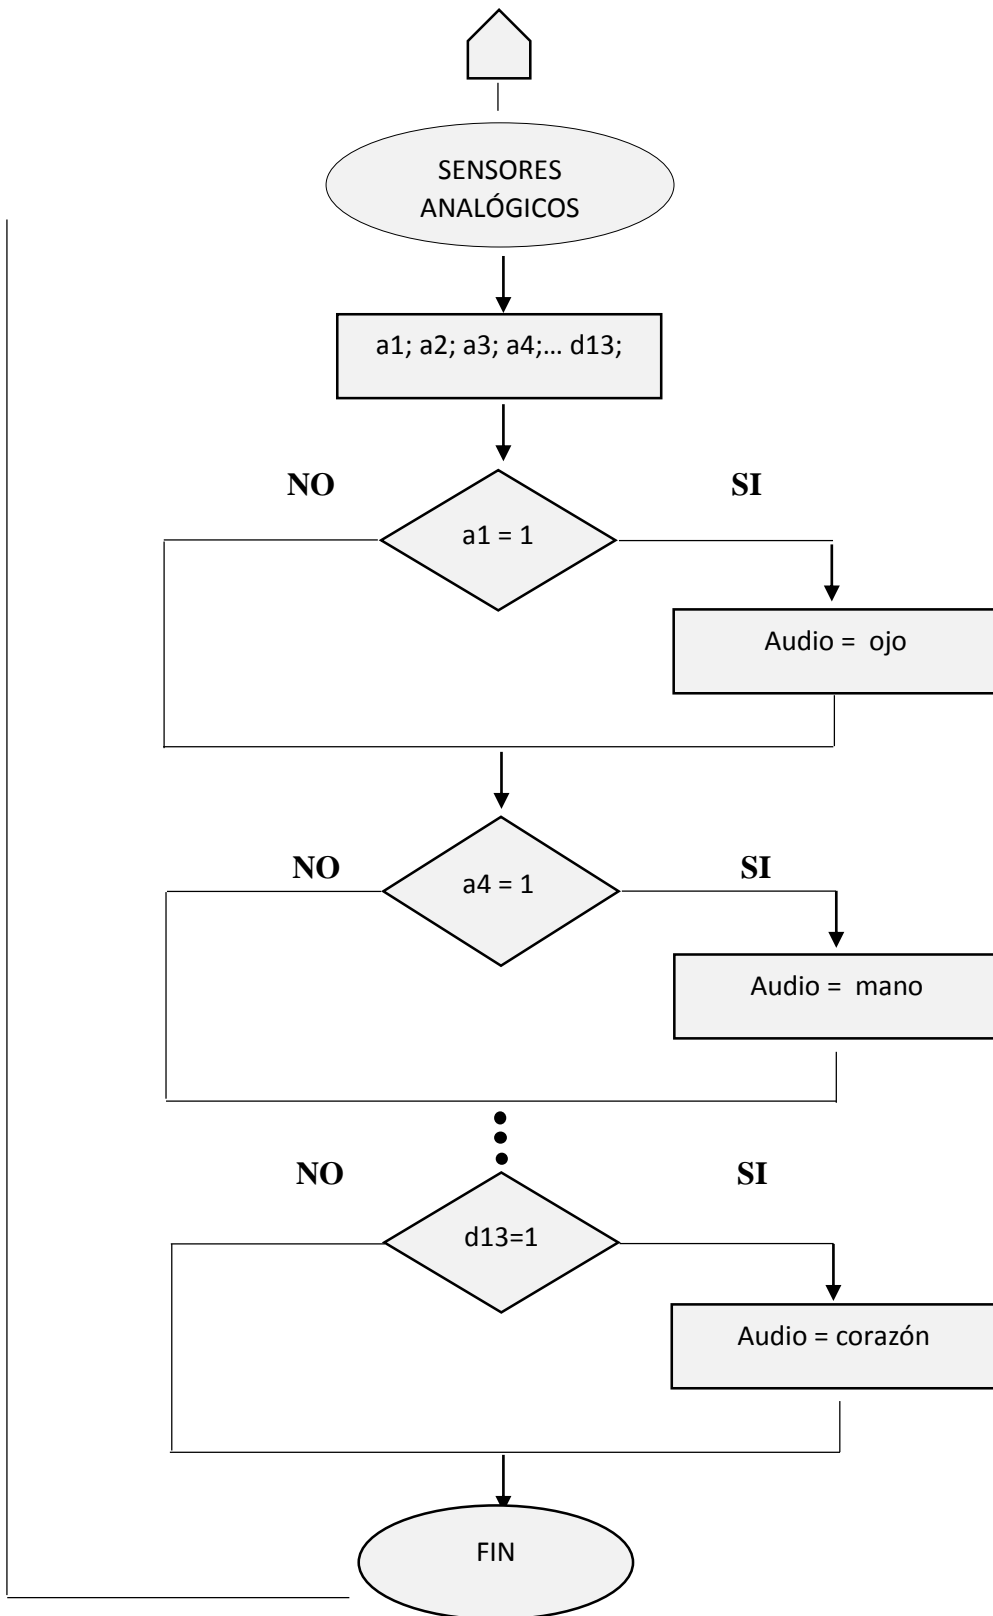 SENSORES
ANALÓGICOS
a1; a2; a3; a4;... d13;
NO
SI
a1 = 1
Audio = ojo
NO
SI
a4 = 1
Audio = mano
NO
SI
d13=1
Audio = corazón
FIN